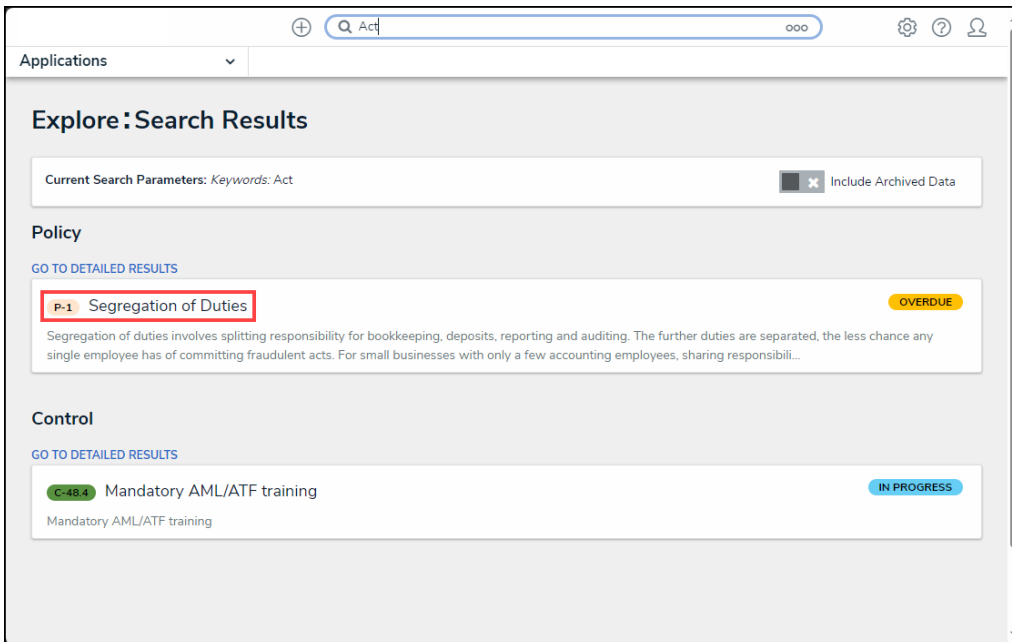 Act
Applications
Explore:Search Results
Current Search Parameters: Keywords: Act
Include Archived Data
Policy
GO TO DETAILED RESULTS
P-1 Segregation of Duties
OVERDUE
Segregation of duties involves splitting responsibility for bookkeeping, deposits, reporting and auditing. The further duties are separated, the less chance any
single employee has of committing fraudulent acts. For small businesses with only a few accounting employees, sharing responsibili...
Control
GO TO DETAILED RESULTS
C-48.4 Mandatory AML/ATF training
IN PROGRESS
Mandatory AML/ATF training